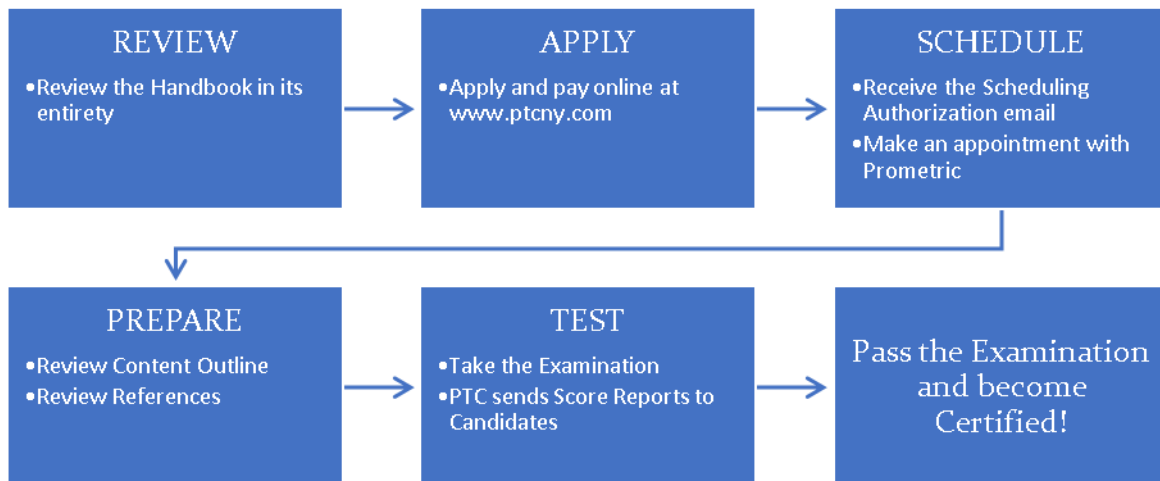 REVIEW
•Review the Handbook in its
entirety
APPLY
•Apply and pay online at
www.ptcny.com
SCHEDULE
•Receive the Scheduling
Authorization email
•Make an appointment with
Prometric
PREPARE
•Review Content Outline
•Review References
TEST
•Take the Examination
•PTC sends Score Reports to
Candidates
Pass the Examination
and become
Certified!